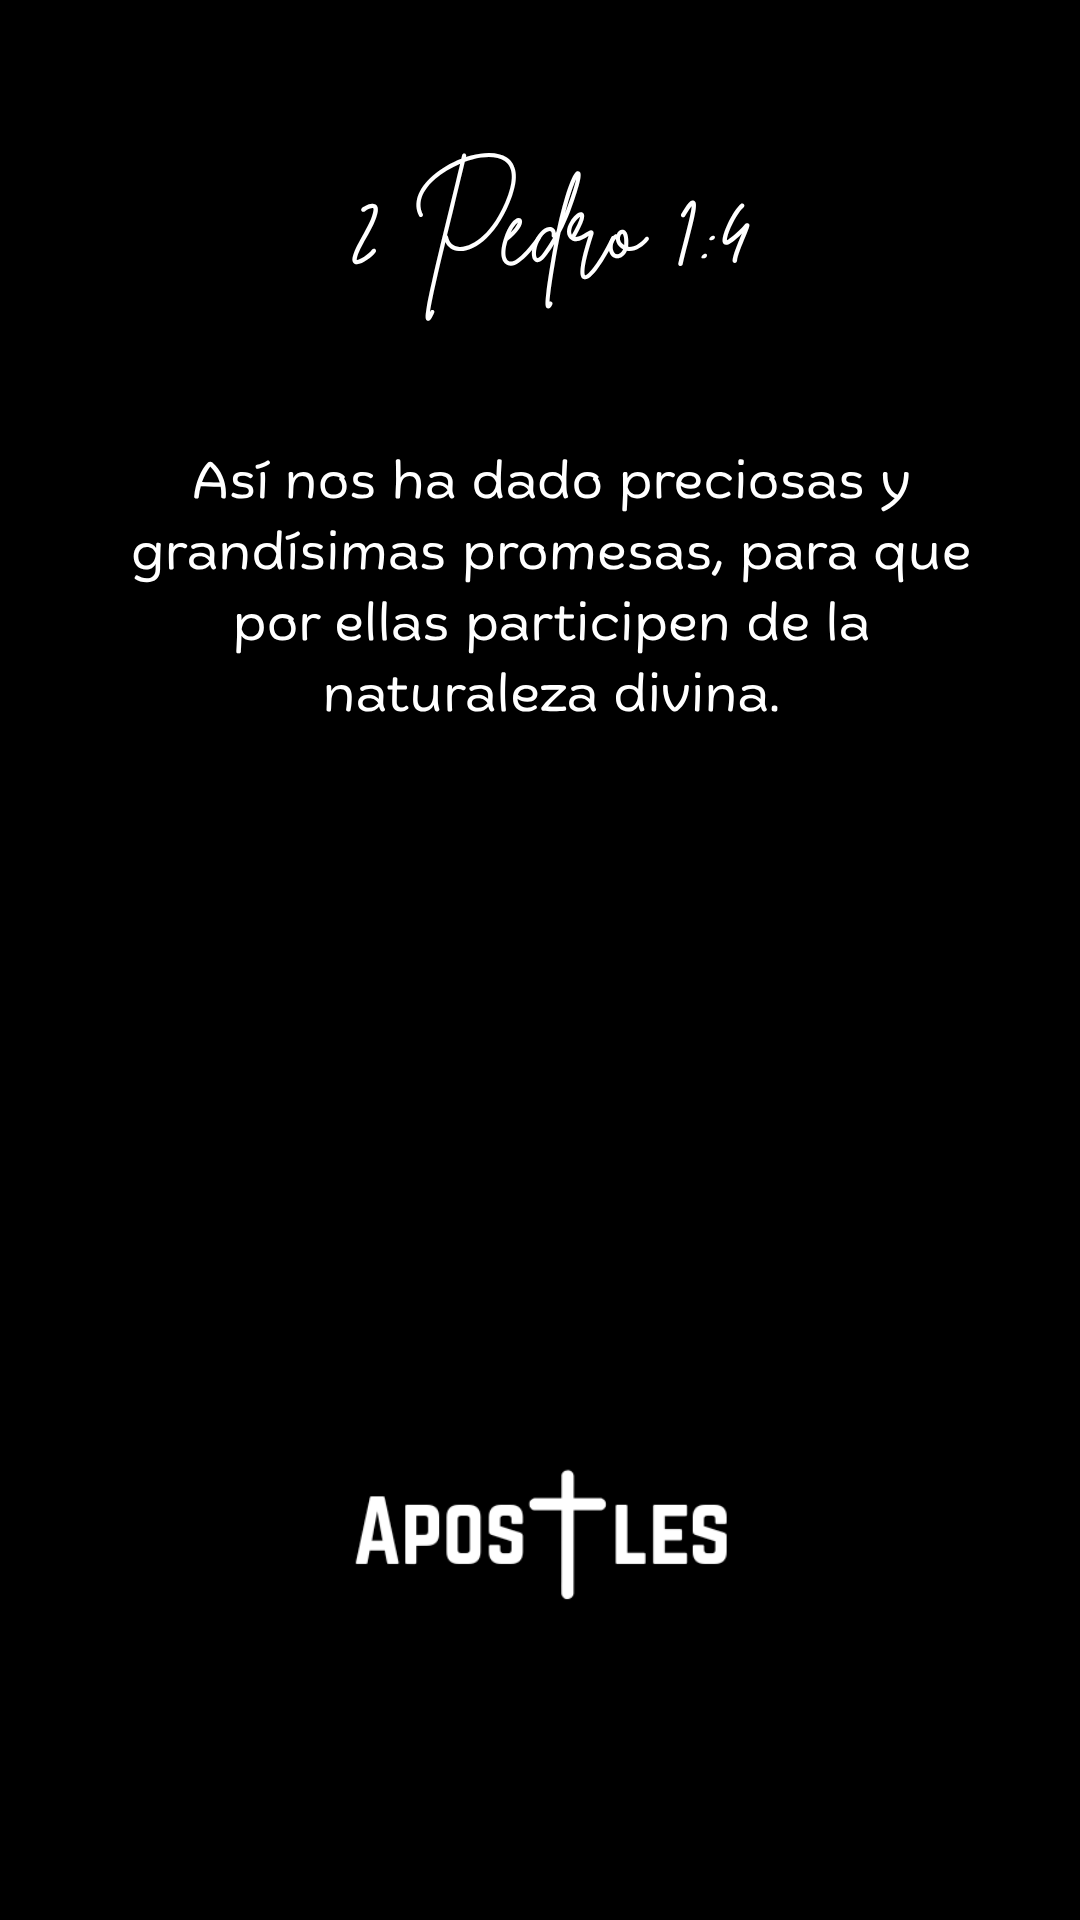 2 Pedro 1:4
Así nos ha dado preciosas y
grandísimas promesas, para que
por ellas participen de la
naturaleza divina.
APOSTLES